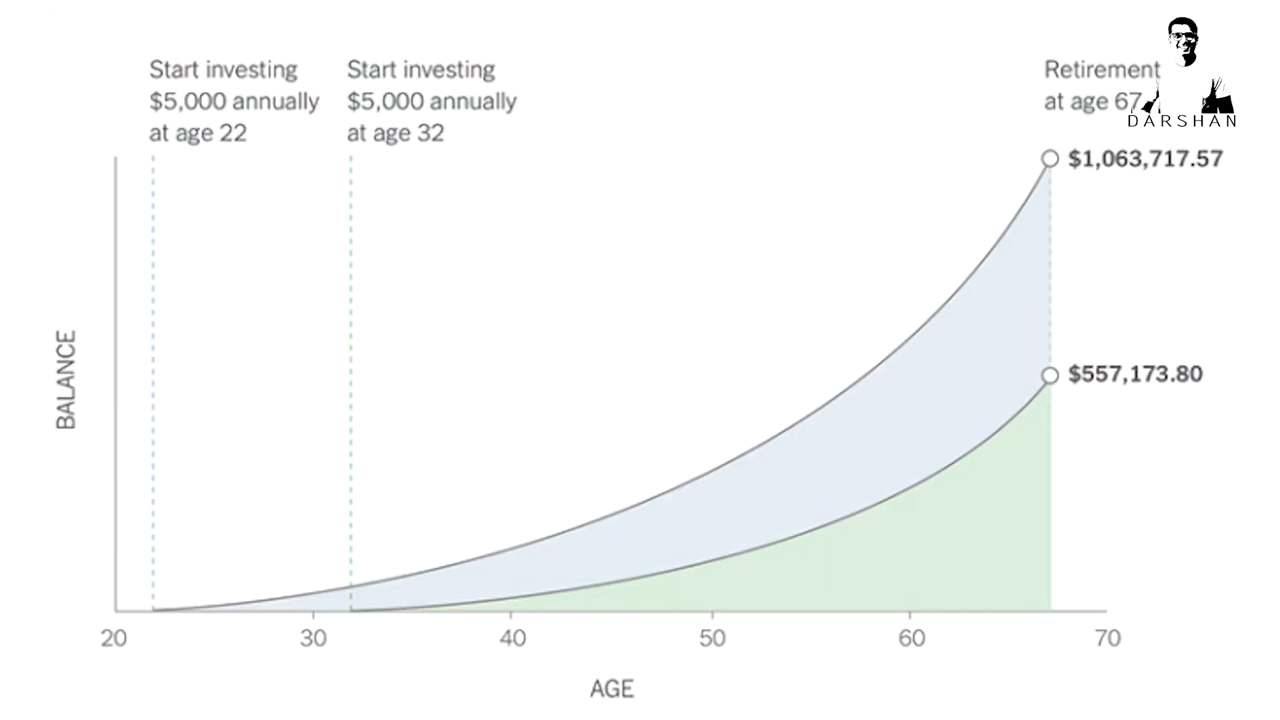 Start investing
$5,000 annually
at age 22
Start investing
$5,000 annually
at age 32
Retirement
at age 67
DARSHAN
$1,063,717.57
$557,173.80
BALANCE
20 30 40 50 60 70
AGE